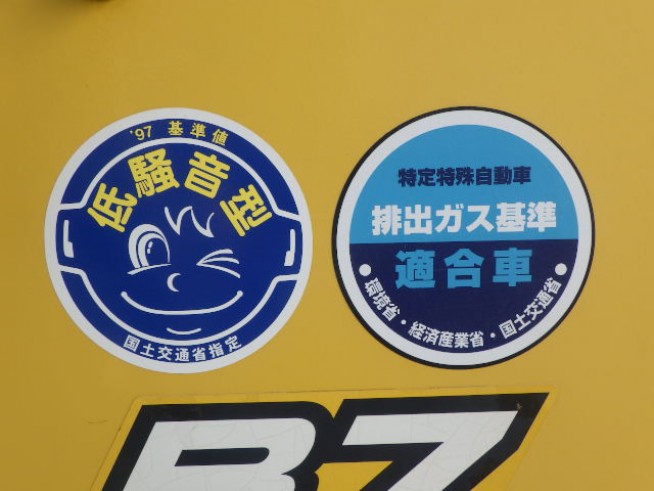 '97 基準値
低騒音型
国土交通省指定
特定特殊自動車
排出ガス基準
適合車
●環境省・経済産業省・国土交通省●
B7